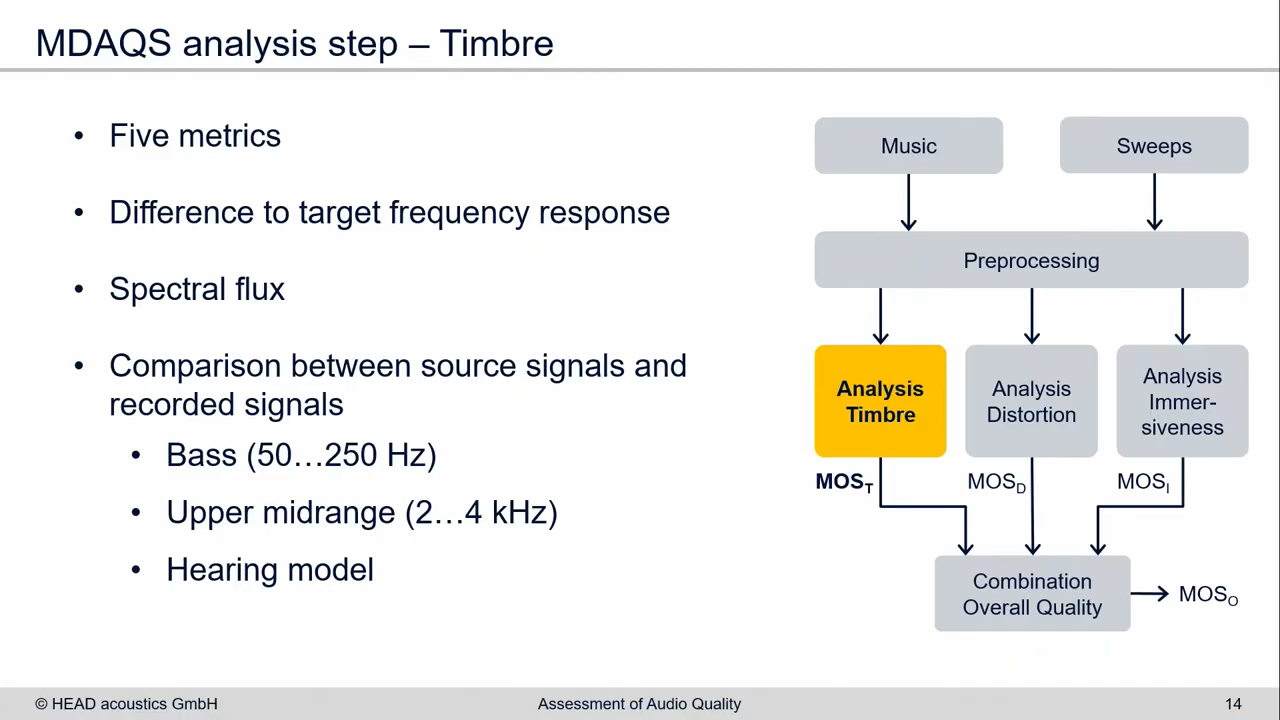 MDAQS analysis step – Timbre
• Five metrics
• Difference to target frequency response
• Spectral flux
• Comparison between source signals and
recorded signals
• Bass (50…250 Hz)
• Upper midrange (2…4 kHz)
• Hearing model
Music
Sweeps
Preprocessing
Analysis
Timbre
Analysis
Distortion
Analysis
Immer-
siveness
MOST
MOSD
MOSI
Combination
Overall Quality
MOSO
© HEAD acoustics GmbH
Assessment of Audio Quality
14